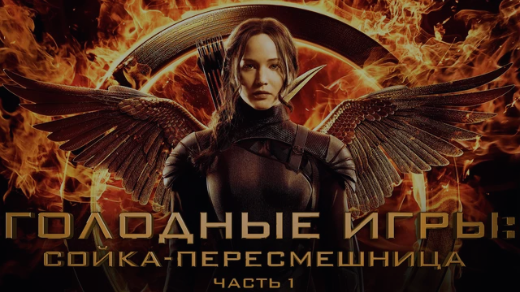 ГОЛОДНЫЕ ИГРЫ:
СОЙКА-ПЕРЕСМЕШНИЦА
ЧАСТЬ 1